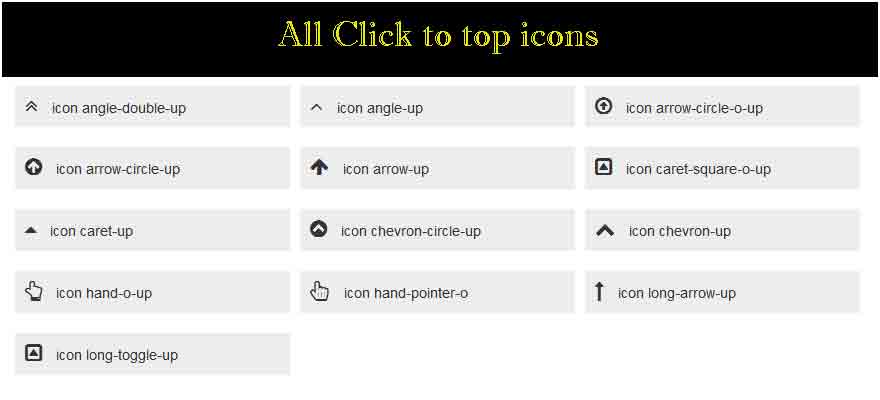 All Click to top icons
icon angle-double-up
icon angle-up
icon arrow-circle-o-up
icon arrow-circle-up
icon arrow-up
icon caret-square-o-up
icon caret-up
icon chevron-circle-up
icon chevron-up
icon hand-o-up
icon hand-pointer-o
icon long-arrow-up
icon long-toggle-up